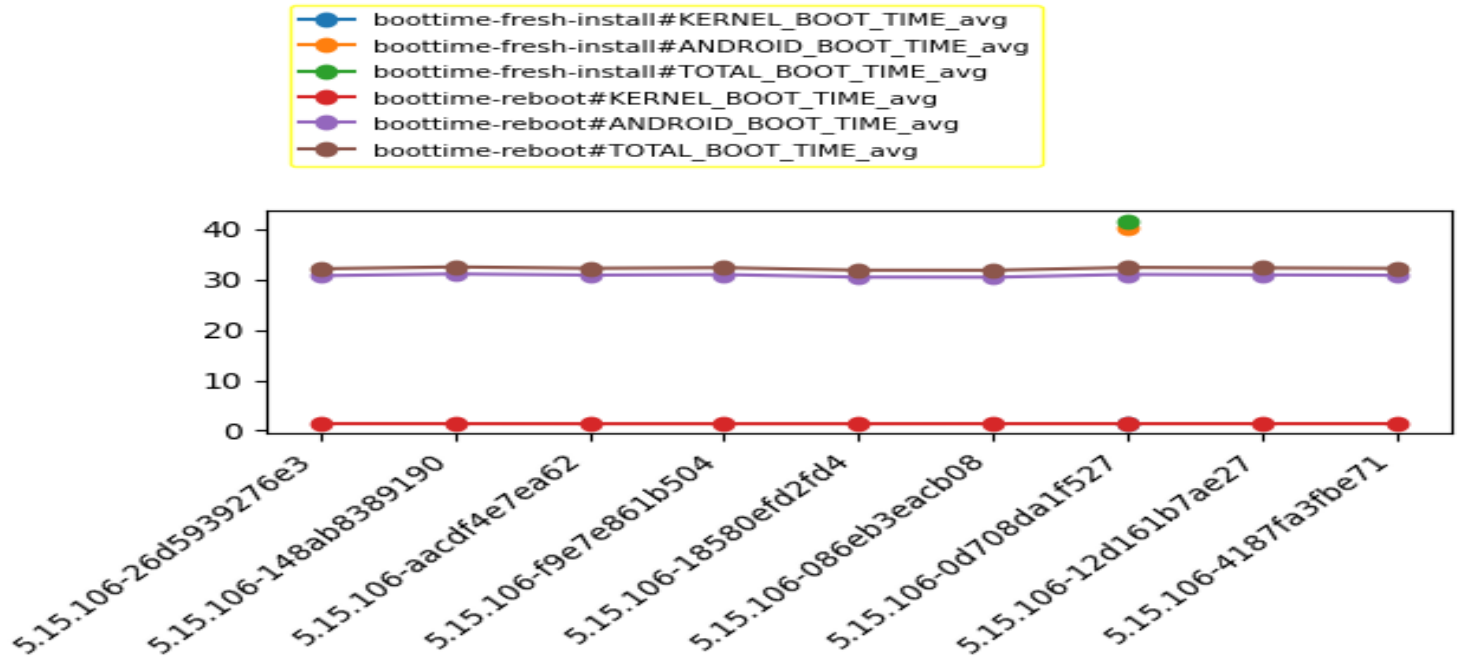 boottime-fresh-install#KERNEL_BOOT_TIME_avg
boottime-fresh-install#ANDROID_BOOT_TIME_avg
boottime-fresh-install#TOTAL_BOOT_TIME_avg
boottime-reboot#KERNEL_BOOT_TIME_avg
boottime-reboot#ANDROID_BOOT_TIME_avg
boottime-reboot#TOTAL_BOOT_TIME_avg
40
30
20
10
0
5.15.106-26d5939276e3
5.15.106-148ab8389190
5.15.106-aacdf4e7ea62
5.15.106-f9e7e861b504
5.15.106-18580efd2fd4
5.15.106-086eb3eacb08
5.15.106-0d708da1f527
5.15.106-12d161b7ae27
5.15.106-4187fa3fbe71